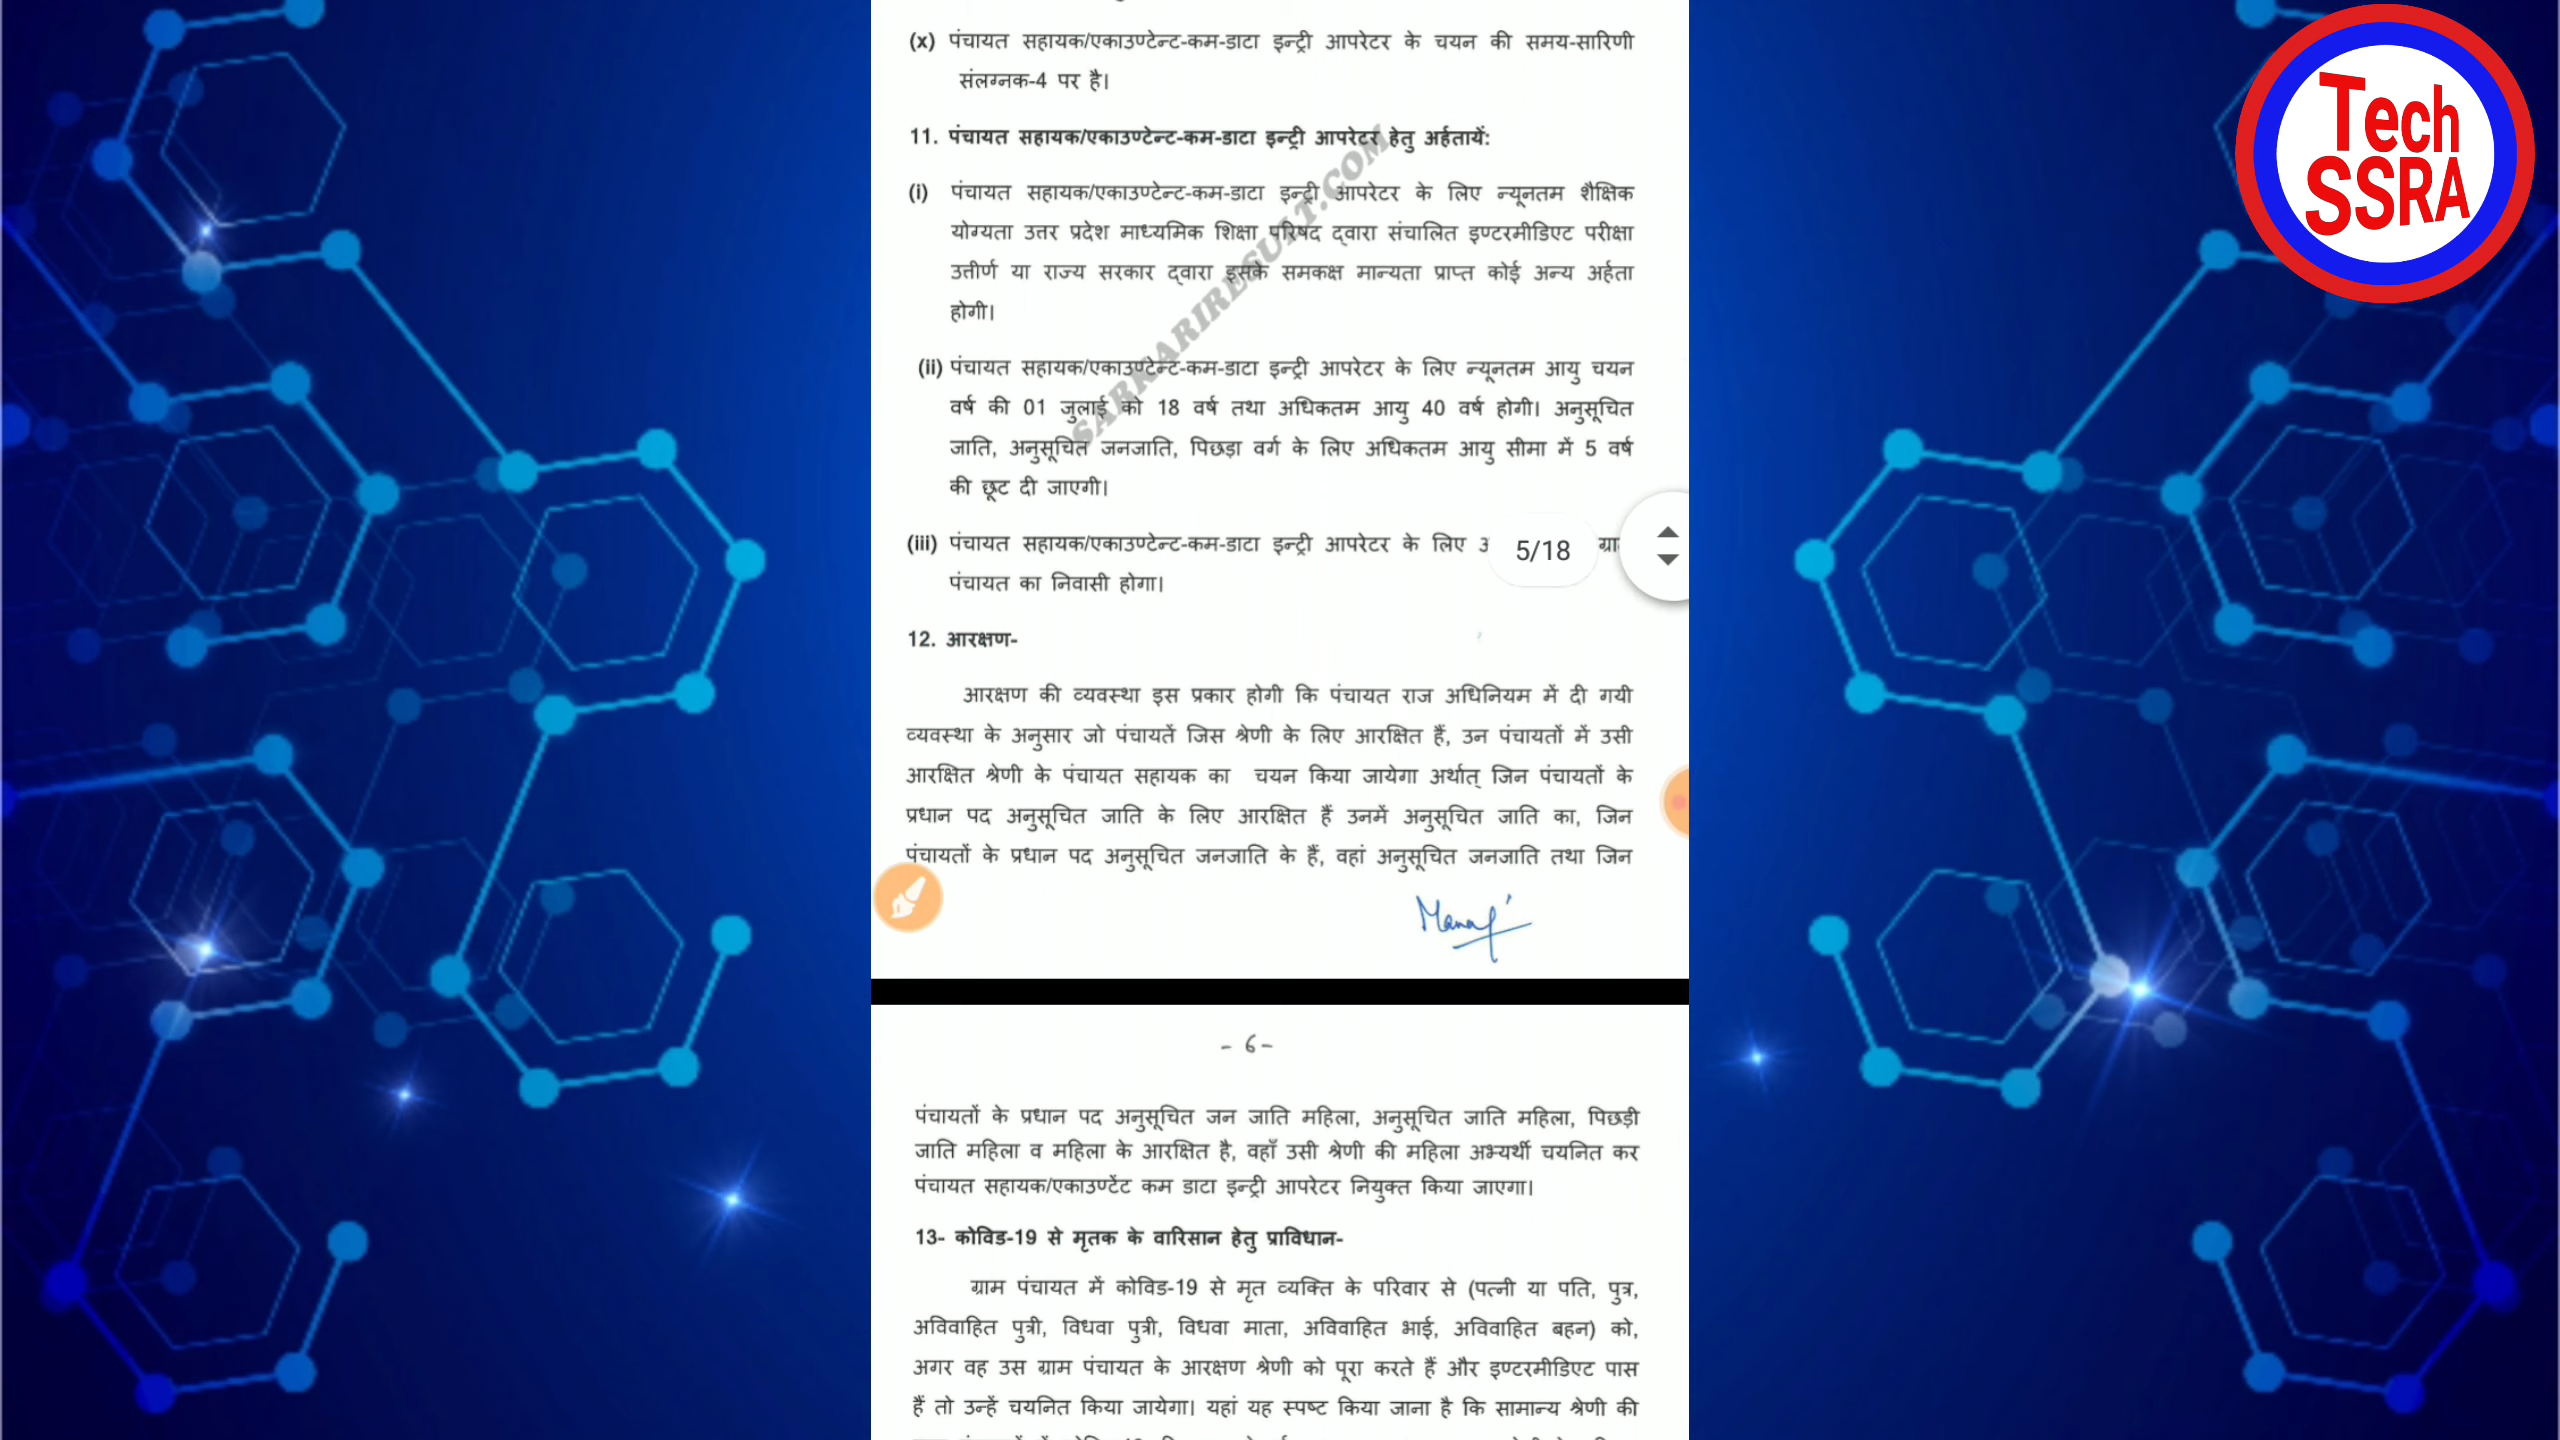 (x) पंचायत सहायक/एकाउण्टेन्ट-कम-डाटा इन्ट्री आपरेटर के चयन की समय-सारिणी
संलग्नक-4 पर है।
11. पंचायत सहायक/एकाउण्टेन्ट-कम-डाटा इन्ट्री आपरेटर हेतु अर्हतायें:
(i) पंचायत सहायक/एकाउण्टेन्ट-कम-डाटा इन्ट्री आपरेटर के लिए न्यूनतम शैक्षिक
योग्यता उत्तर प्रदेश माध्यमिक शिक्षा परिषद द्वारा संचालित इण्टरमीडिएट परीक्षा
उत्तीर्ण या राज्य सरकार द्वारा इसके समकक्ष मान्यता प्राप्त कोई अन्य अर्हता
होगी।
(ii) पंचायत सहायक/एकाउण्टेन्ट-कम-डाटा इन्ट्री आपरेटर के लिए न्यूनतम आयु चयन
वर्ष की 01 जुलाई को 18 वर्ष तथा अधिकतम आयु 40 वर्ष होगी। अनुसूचित
जाति, अनुसूचित जनजाति, पिछड़ा वर्ग के लिए अधिकतम आयु सीमा में 5 वर्ष
की छूट दी जाएगी।
(iii) पंचायत सहायक/एकाउण्टेन्ट-कम-डाटा इन्ट्री आपरेटर के लिए
पंचायत का निवासी होगा।
12. आरक्षण-
आरक्षण की व्यवस्था इस प्रकार होगी कि पंचायत राज अधिनियम में दी गयी
व्यवस्था के अनुसार जो पंचायतें जिस श्रेणी के लिए आरक्षित हैं, उन पंचायतों में उसी
आरक्षित श्रेणी के पंचायत सहायक का चयन किया जायेगा अर्थात् जिन पंचायतों के
प्रधान पद अनुसूचित जाति के लिए आरक्षित हैं उनमें अनुसूचित जाति का, जिन
पंचायतों के प्रधान पद अनुसूचित जनजाति के हैं, वहां अनुसूचित जनजाति तथा जिन
- 6 -
पंचायतों के प्रधान पद अनुसूचित जन जाति महिला, अनुसूचित जाति महिला, पिछड़ी
जाति महिला व महिला के आरक्षित है, वहाँ उसी श्रेणी की महिला अभ्यर्थी चयनित कर
पंचायत सहायक/एकाउण्टेंट कम डाटा इन्ट्री आपरेटर नियुक्त किया जाएगा।
13- कोविड-19 से मृतक के वारिसान हेतु प्राविधान-
ग्राम पंचायत में कोविड-19 से मृत व्यक्ति के परिवार से (पत्नी या पति, पुत्र,
अविवाहित पुत्री, विधवा पुत्री, विधवा माता, अविवाहित भाई, अविवाहित बहन) को,
अगर वह उस ग्राम पंचायत के आरक्षण श्रेणी को पूरा करते हैं और इण्टरमीडिएट पास
हैं तो उन्हें चयनित किया जायेगा। यहां यह स्पष्ट किया जाना है कि सामान्य श्रेणी की
SARKARIRESULT.COM
5/18
Tech
SSRA